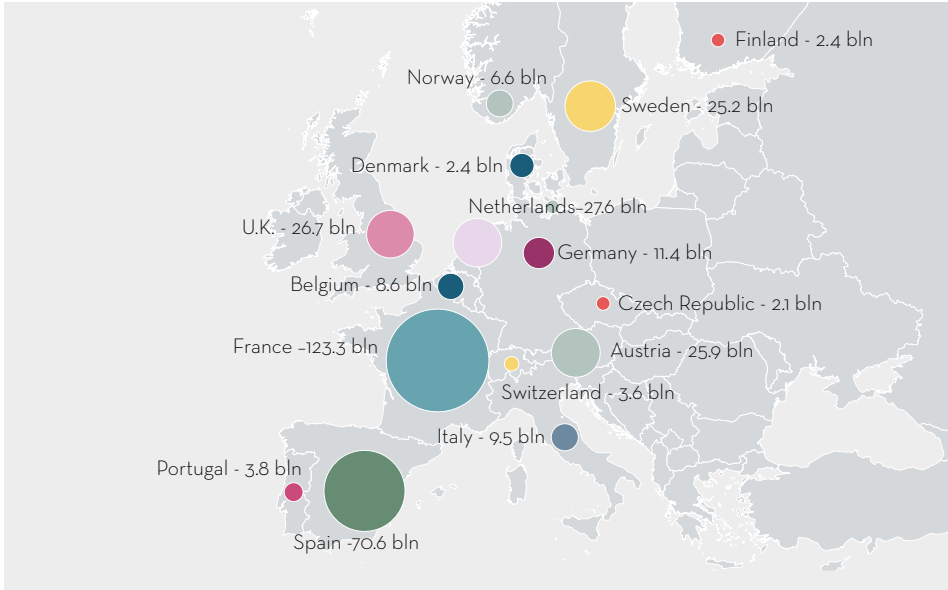 Finland - 2.4 bln
Norway - 6.6 bln
Sweden - 25.2 bln
Denmark - 2.4 bln
Netherlands–27.6 bln
U.K. - 26.7 bln
Germany - 11.4 bln
Belgium - 8.6 bln
Czech Republic - 2.1 bln
France –123.3 bln
Austria - 25.9 bln
Switzerland - 3.6 bln
Italy - 9.5 bln
Portugal - 3.8 bln
Spain -70.6 bln